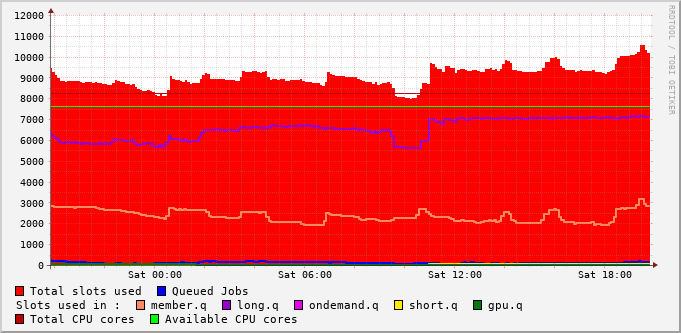 RRDTOOL / TOBI OETIKER
12000
11000
10000
9000
8000
7000
6000
5000
4000
3000
2000
1000
0
Sat 00:00 Sat 06:00 Sat 12:00 Sat 18:00
Total slots used Queued Jobs
Slots used in : member.q long.q ondemand.q short.q gpu.q
Total CPU cores Available CPU cores